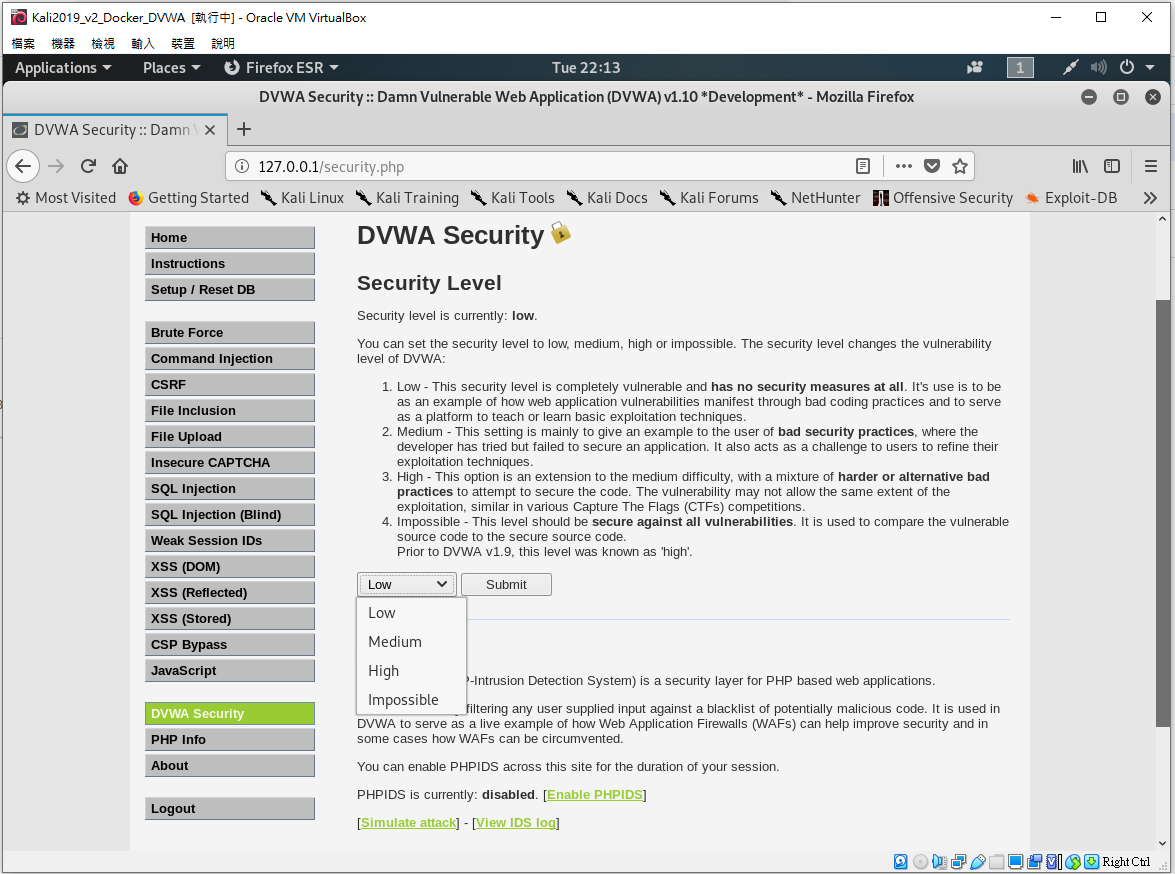 Kali2019_v2_Docker_DVWA [執行中] - Oracle VM VirtualBox
檔案 機器 檢視 輸入 裝置 說明
Applications Places Firefox ESR Tue 22:13 1
DVWA Security :: Damn Vulnerable Web Application (DVWA) v1.10 *Development* - Mozilla Firefox
DVWA Security :: Damn
127.0.0.1/security.php
Most Visited Getting Started Kali Linux Kali Training Kali Tools Kali Docs Kali Forums NetHunter Offensive Security Exploit-DB
Home
Instructions
Setup / Reset DB
Brute Force
Command Injection
CSRF
File Inclusion
File Upload
Insecure CAPTCHA
SQL Injection
SQL Injection (Blind)
Weak Session IDs
XSS (DOM)
XSS (Reflected)
XSS (Stored)
CSP Bypass
JavaScript
DVWA Security
PHP Info
About
Logout
DVWA Security
Security Level
Security level is currently: low.
You can set the security level to low, medium, high or impossible. The security level changes the vulnerability
level of DVWA:
1. Low - This security level is completely vulnerable and has no security measures at all. It's use is to be
as an example of how web application vulnerabilities manifest through bad coding practices and to serve
as a platform to teach or learn basic exploitation techniques.
2. Medium - This setting is mainly to give an example to the user of bad security practices, where the
developer has tried but failed to secure an application. It also acts as a challenge to users to refine their
exploitation techniques.
3. High - This option is an extension to the medium difficulty, with a mixture of harder or alternative bad
practices to attempt to secure the code. The vulnerability may not allow the same extent of the
exploitation, similar in various Capture The Flags (CTFs) competitions.
4. Impossible - This level should be secure against all vulnerabilities. It is used to compare the vulnerable
source code to the secure source code.
Prior to DVWA v1.9, this level was known as 'high'.
Low Submit
Low
Medium
High
Impossible
-Intrusion Detection System) is a security layer for PHP based web applications.
filtering any user supplied input against a blacklist of potentially malicious code. It is used in
DVWA to serve as a live example of how Web Application Firewalls (WAFs) can help improve security and in
some cases how WAFs can be circumvented.
You can enable PHPIDS across this site for the duration of your session.
PHPIDS is currently: disabled. [Enable PHPIDS]
[Simulate attack] - [View IDS log]
Right Ctrl